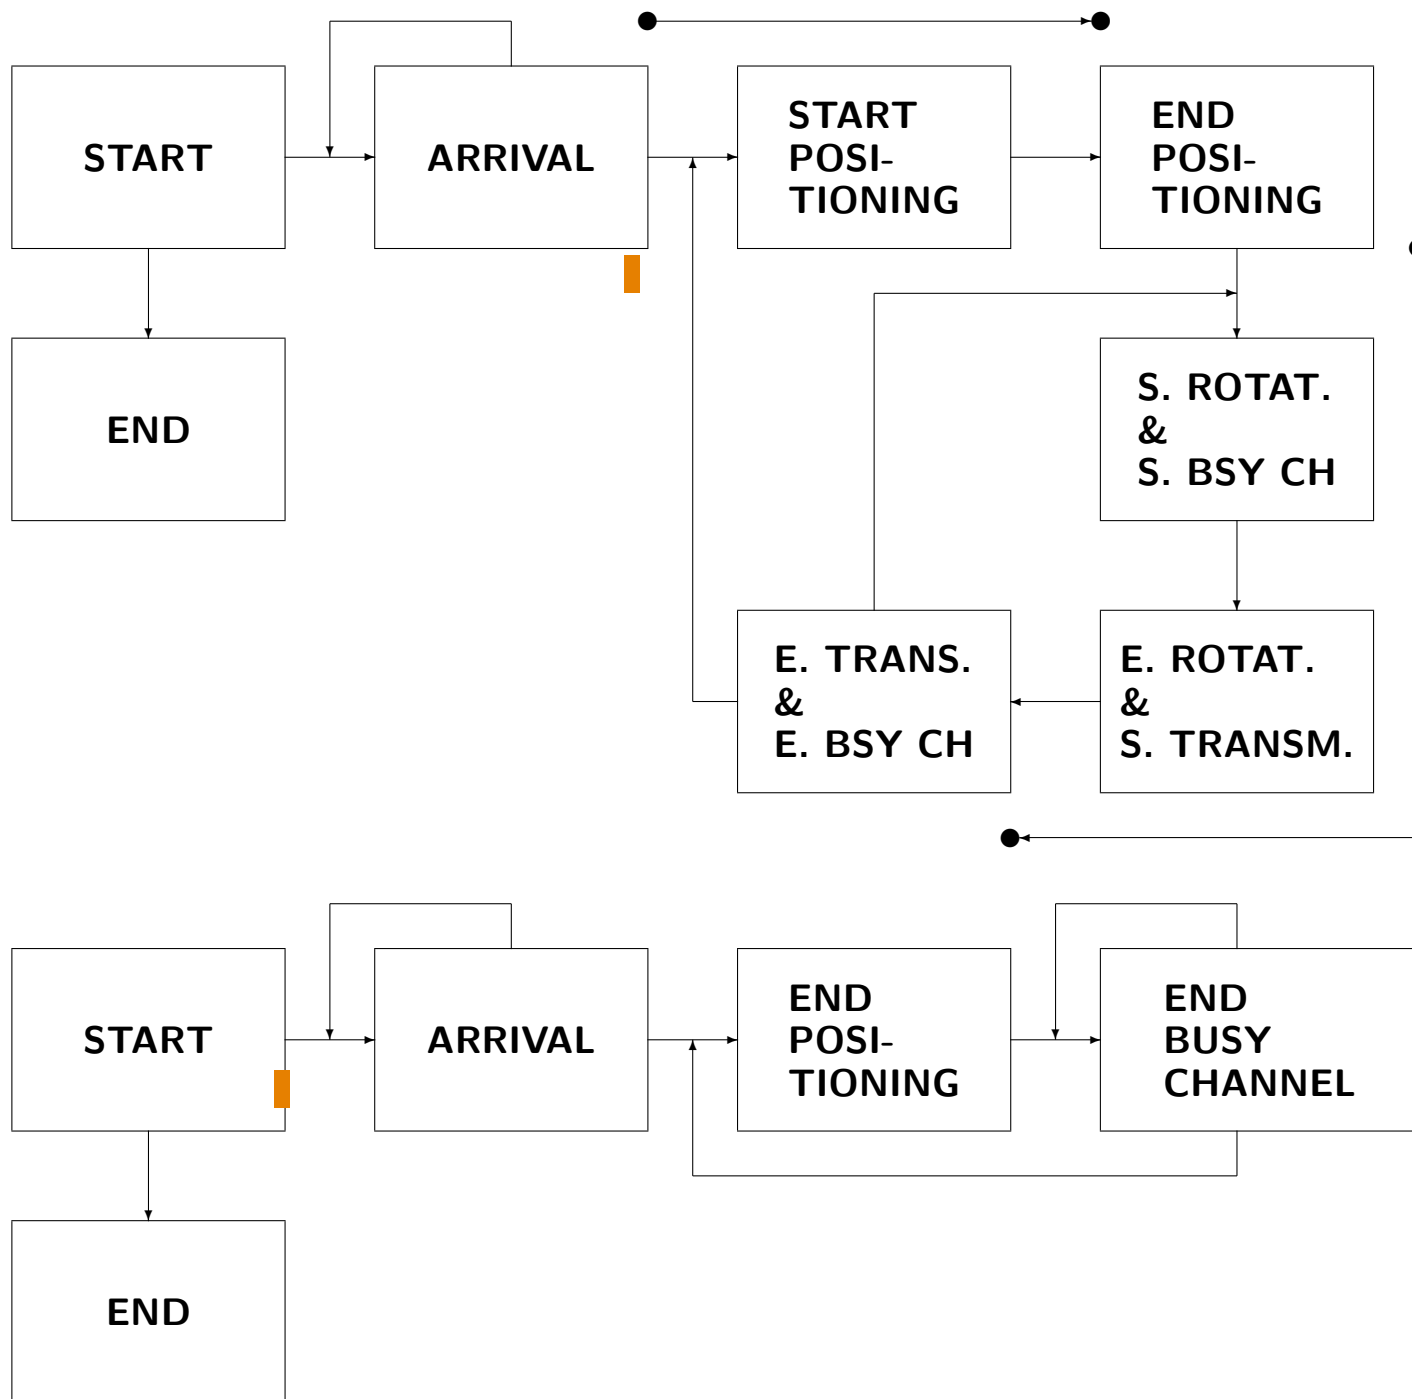 START
ARRIVAL
START
POSI-
TIONING
END
POSI-
TIONING
END
S. ROTAT.
&
S. BSY CH
E. TRANS.
&
E. BSY CH
E. ROTAT.
&
S. TRANSM.
START
ARRIVAL
END
POSI-
TIONING
END
BUSY
CHANNEL
END